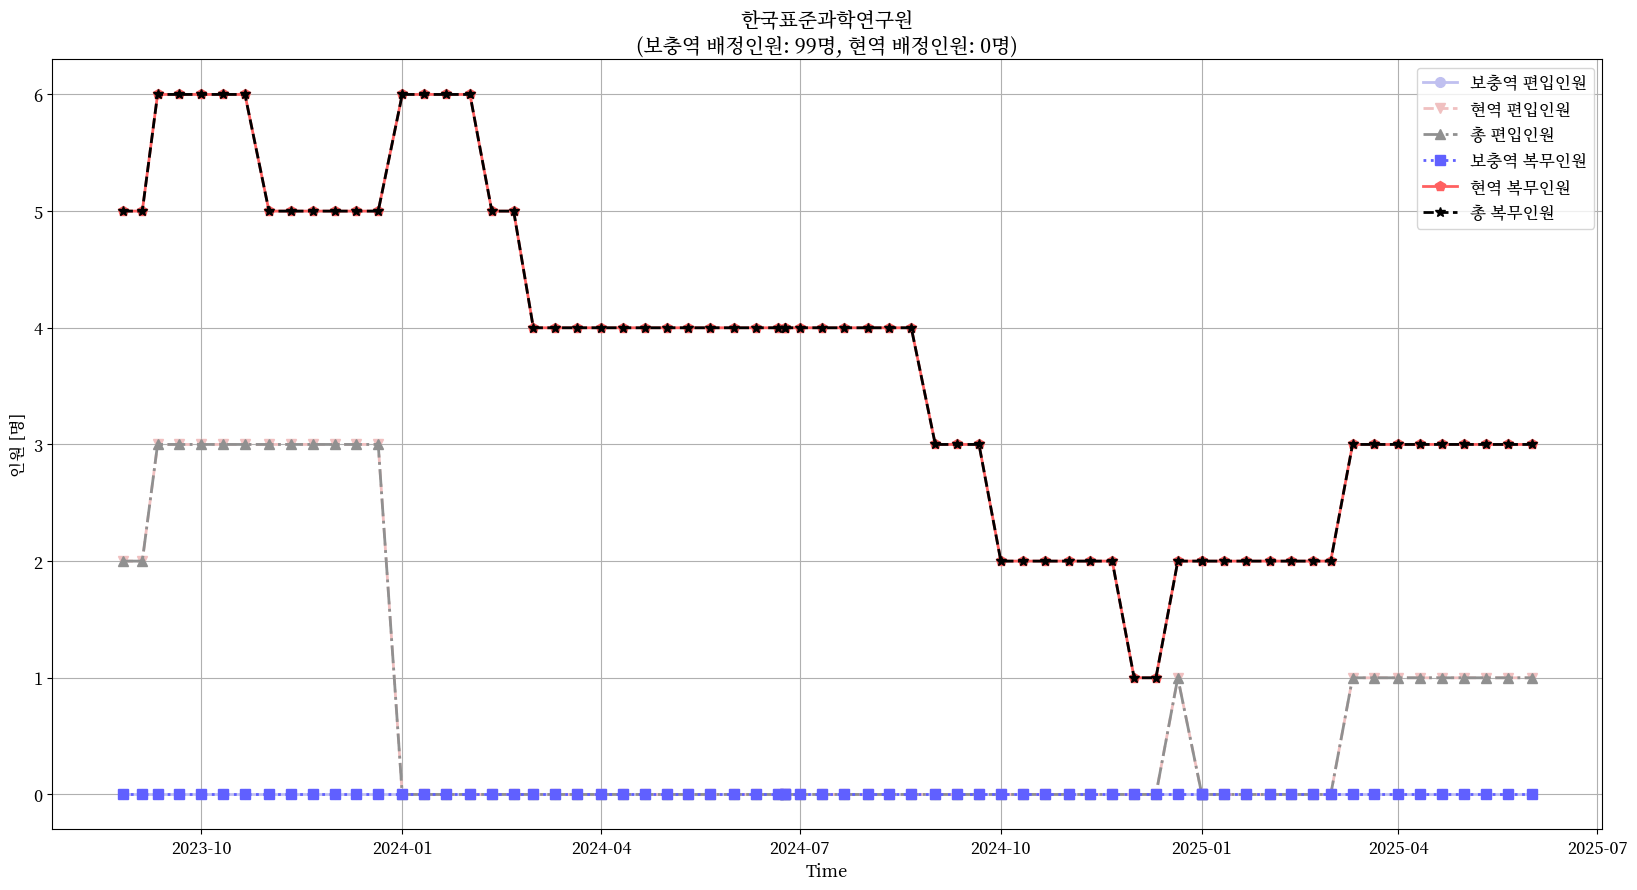 한국표준과학연구원
(보충역 배정인원: 99명, 현역 배정인원: 0명)
보충역 편입인원
현역 편입인원
총 편입인원
보충역 복무인원
현역 복무인원
총 복무인원
인원 [명]
6
5
4
3
2
1
0
2023-10
2024-01
2024-04
2024-07
2024-10
2025-01
2025-04
2025-07
Time